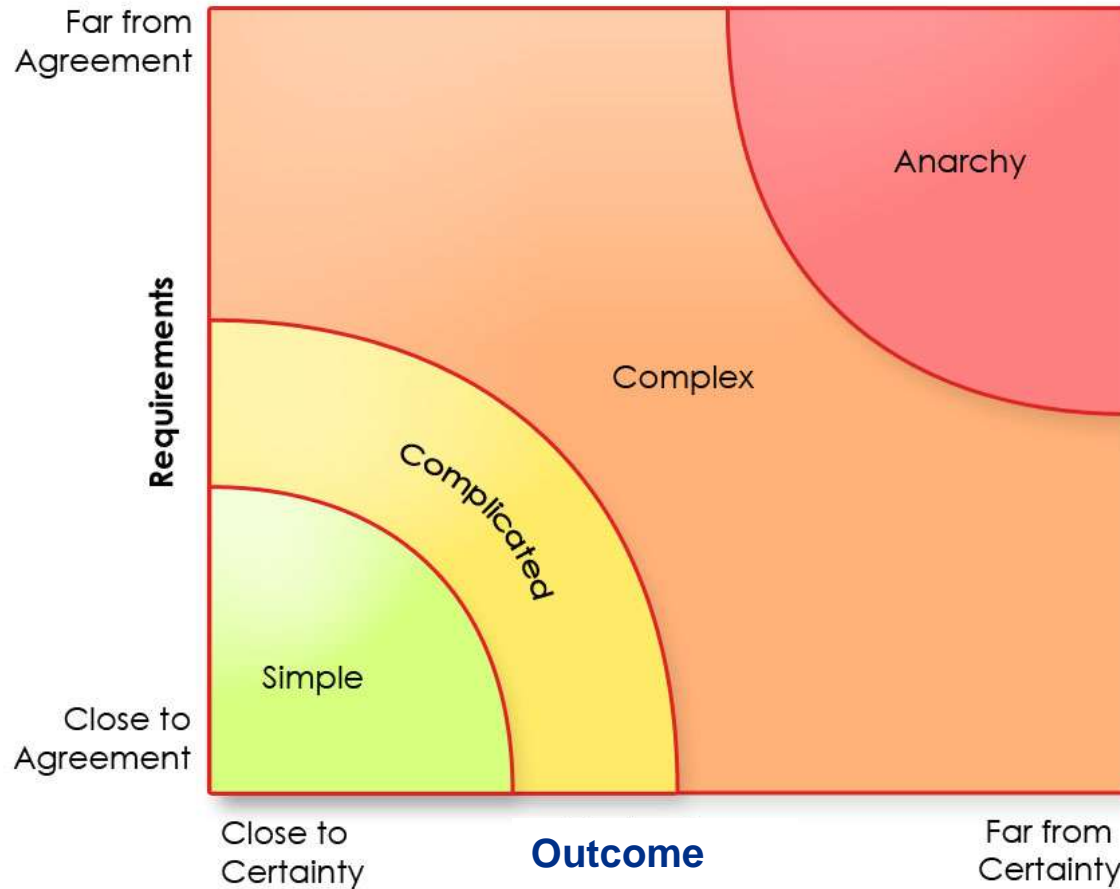 Far from
Agreement
Anarchy
Requirements
Complex
Complicated
Simple
Close to
Agreement
Close to
Certainty
Outcome
Far from
Certainty